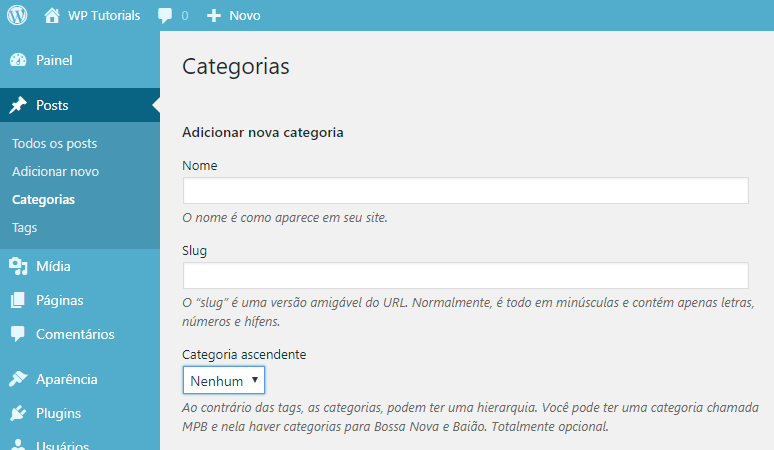 WP Tutorials 0 Novo
Painel
Posts
Todos os posts
Adicionar novo
Categorias
Tags
Mídia
Páginas
Comentários
Aparência
Plugins
Usuários
Categorias
Adicionar nova categoria
Nome
O nome é como aparece em seu site.
Slug
O “slug” é uma versão amigável do URL. Normalmente, é todo em minúsculas e contém apenas letras,
números e hífens.
Categoria ascendente
Nenhum
Ao contrário das tags, as categorias, podem ter uma hierarquia. Você pode ter uma categoria chamada
MPB e nela haver categorias para Bossa Nova e Baião. Totalmente opcional.